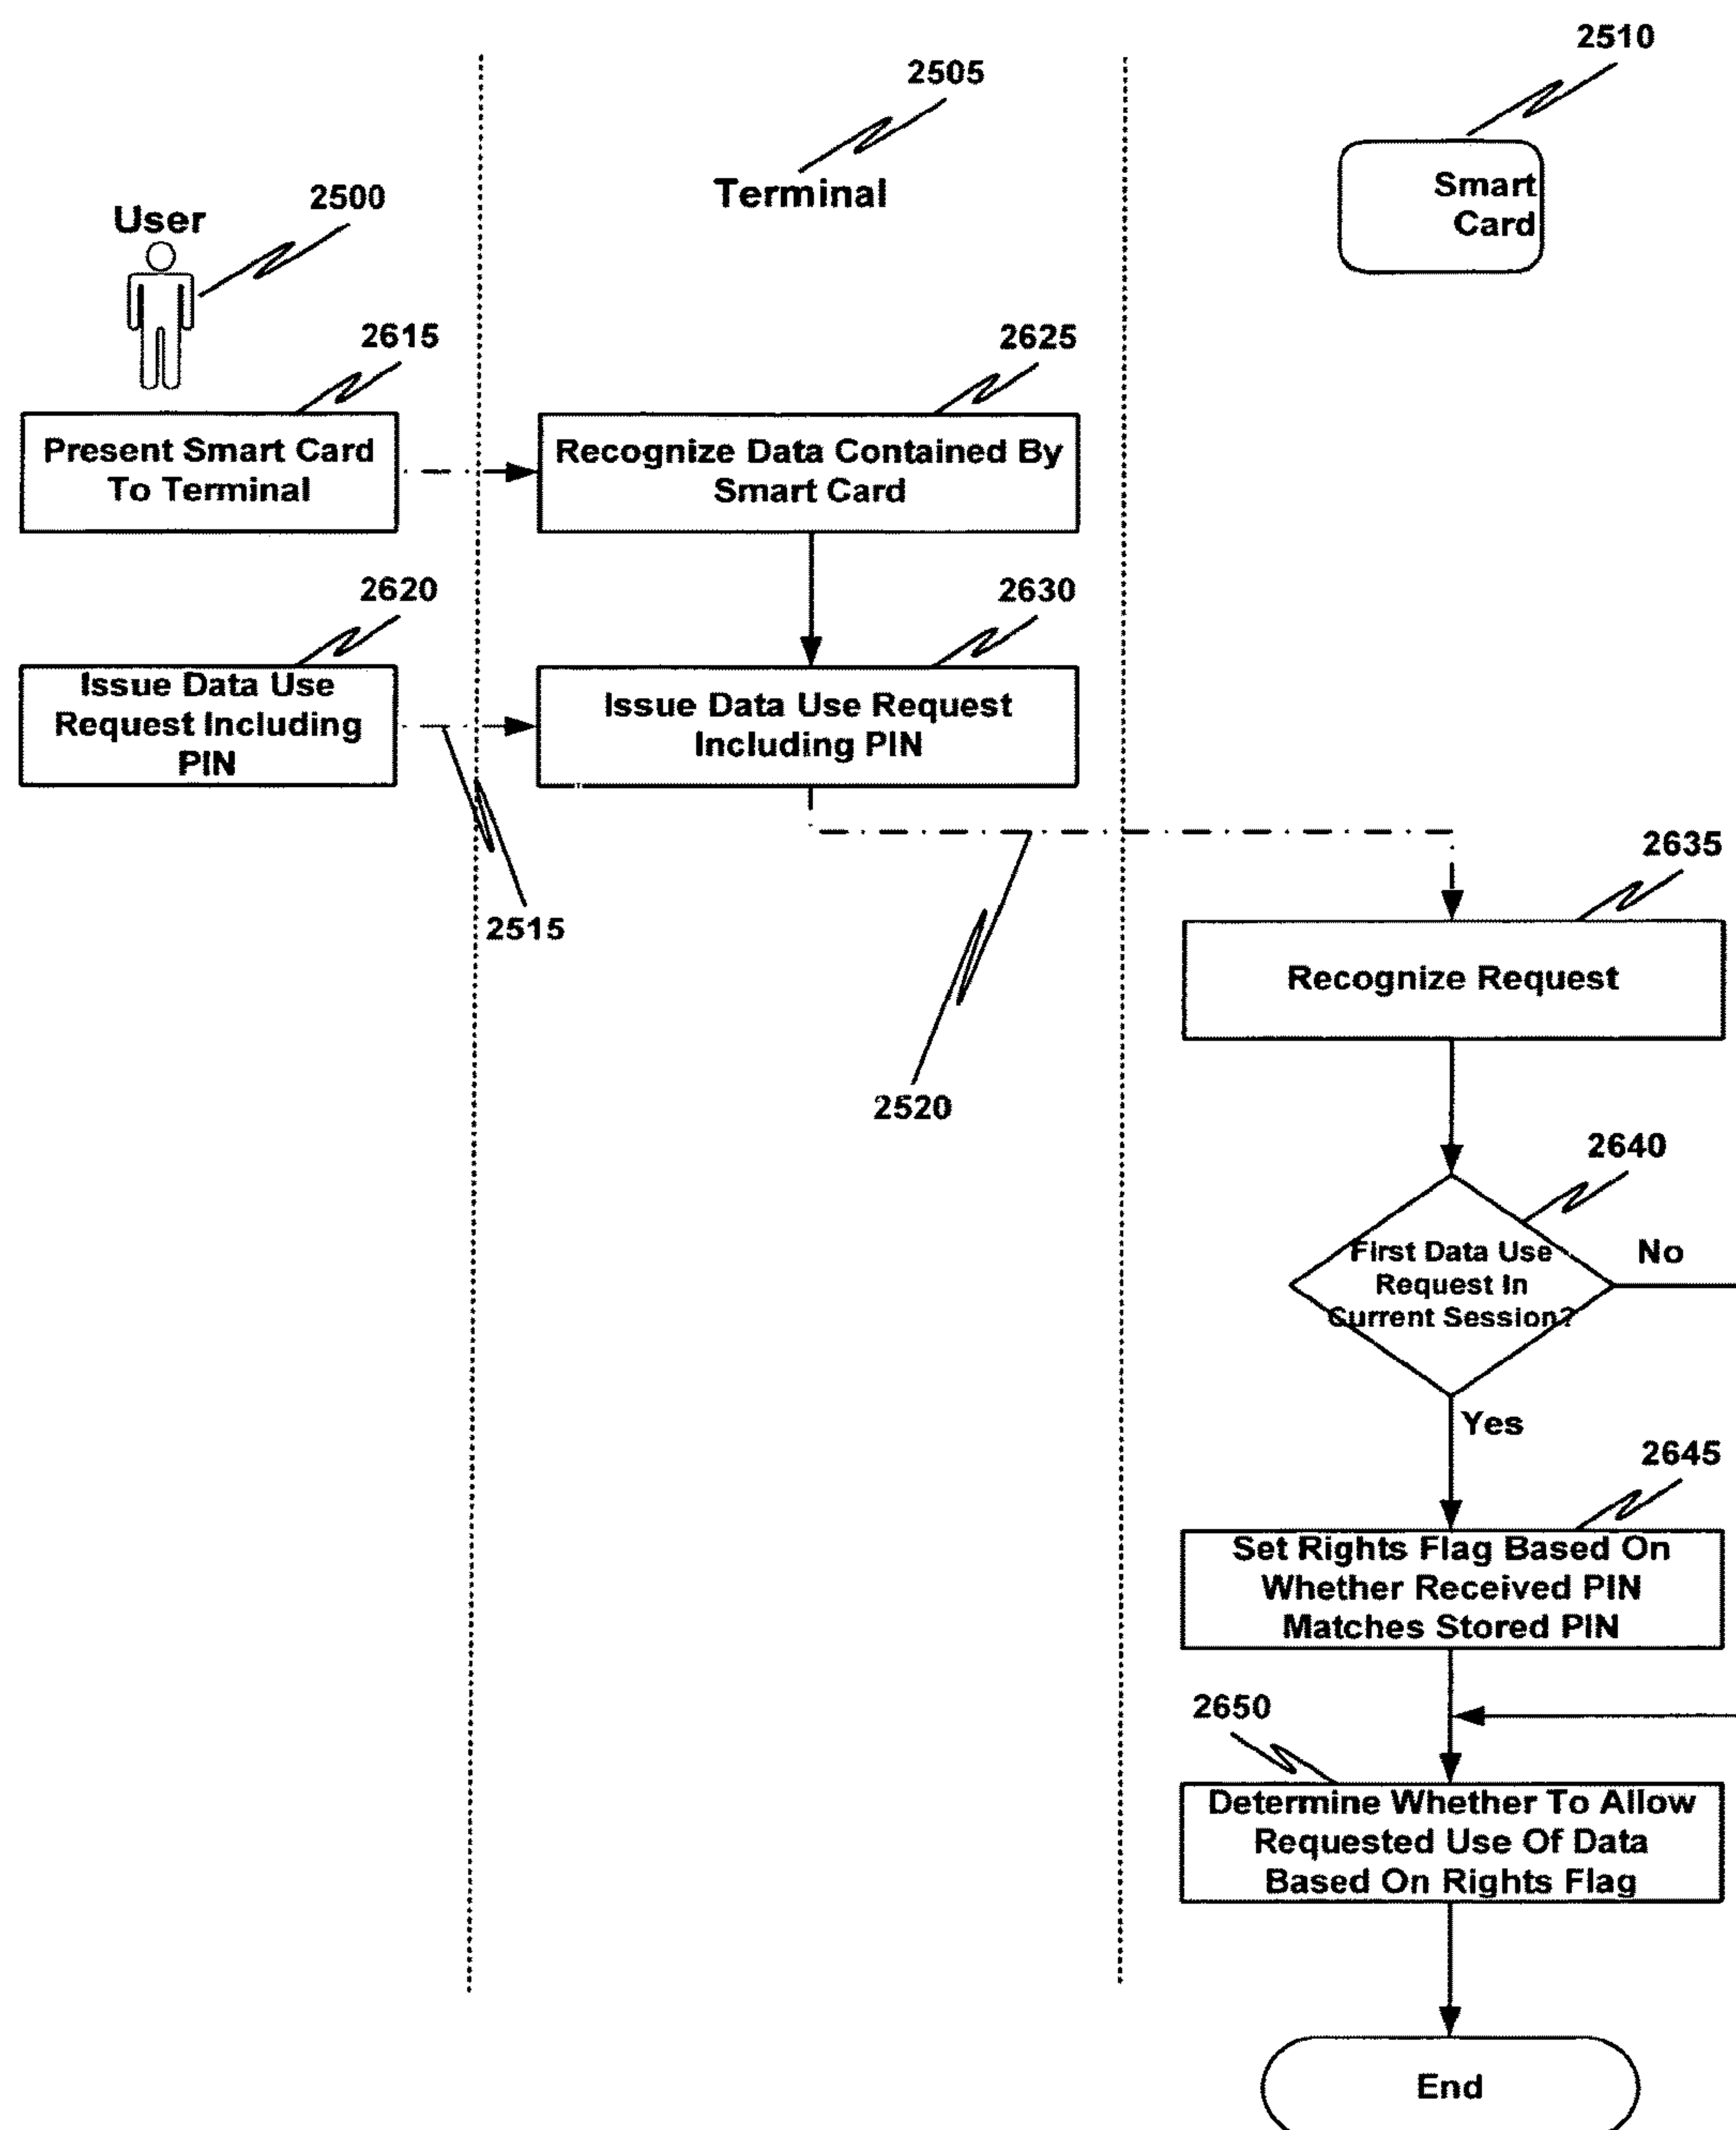 2510
2505
Terminal
Smart
Card
2500
User
2615
2625
Present Smart Card
To Terminal
Recognize Data Contained By
Smart Card
2620
2630
Issue Data Use
Request Including
PIN
Issue Data Use Request
Including PIN
2515
2520
2635
Recognize Request
2640
First Data Use
Request In
Current Session?
No
Yes
2645
Set Rights Flag Based On
Whether Received PIN
Matches Stored PIN
2650
Determine Whether To Allow
Requested Use Of Data
Based On Rights Flag
End